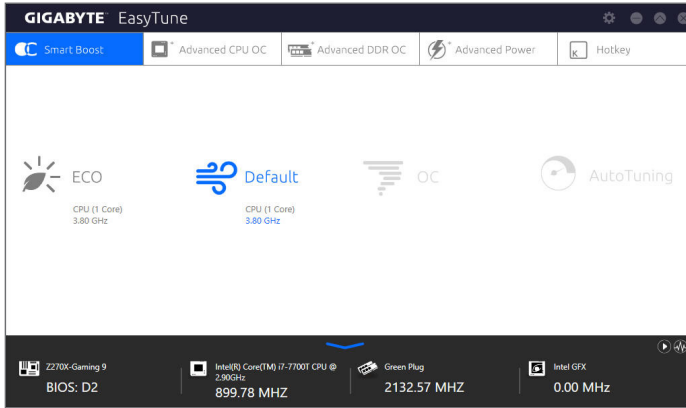 GIGABYTE™ EasyTune
Smart Boost
Advanced CPU OC
Advanced DDR OC
Advanced Power
K Hotkey
ECO
CPU (1 Core)
3.80 GHz
Default
CPU (1 Core)
3.80 GHz
OC
AutoTuning
Z270X-Gaming 9
BIOS: D2
Intel(R) Core(TM) i7-7700T CPU @
2.90GHz
899.78 MHZ
Green Plug
2132.57 MHZ
Intel GFX
0.00 MHz